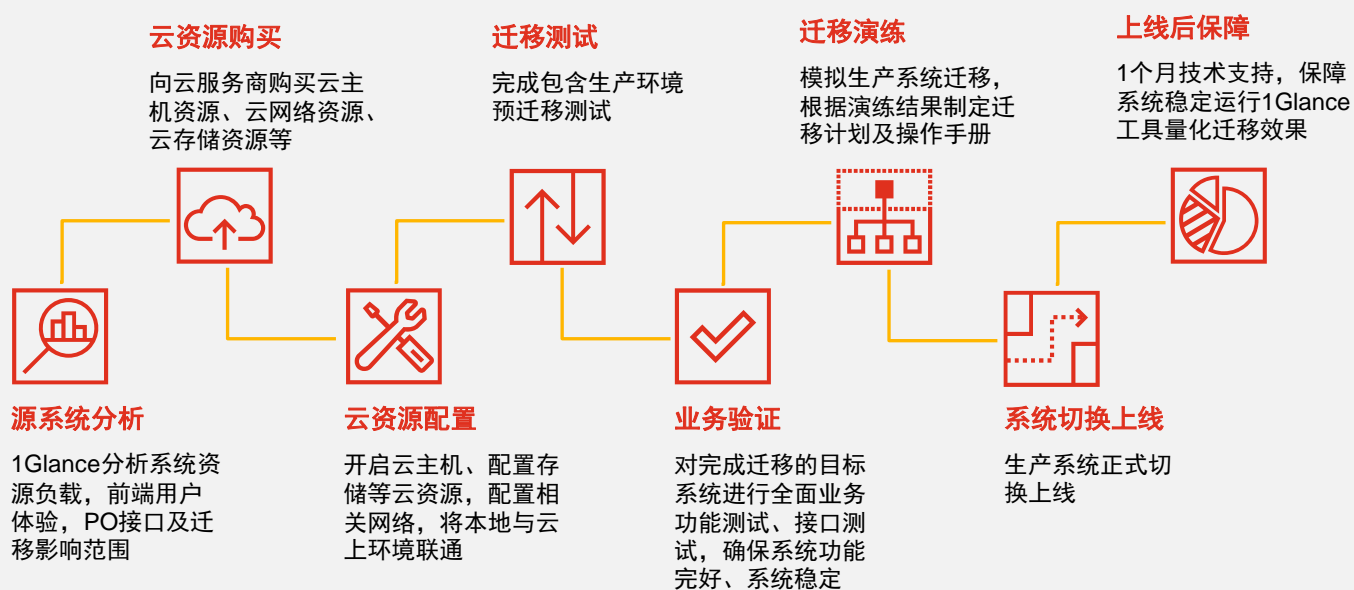 云资源购买
向云服务商购买云主
机资源、云网络资源、
云存储资源等
迁移测试
完成包含生产环境
预迁移测试
迁移演练
模拟生产系统迁移，
根据演练结果制定迁
移计划及操作手册
上线后保障
1个月技术支持，保障
系统稳定运行1Glance
工具量化迁移效果
源系统分析
1Glance分析系统资
源负载，前端用户
体验，PO接口及迁
移影响范围
云资源配置
开启云主机、配置存
储等云资源，配置相
关网络，将本地与云
上环境联通
业务验证
对完成迁移的目标
系统进行全面业务
功能测试、接口测
试，确保系统功能
完好、系统稳定
系统切换上线
生产系统正式切
换上线